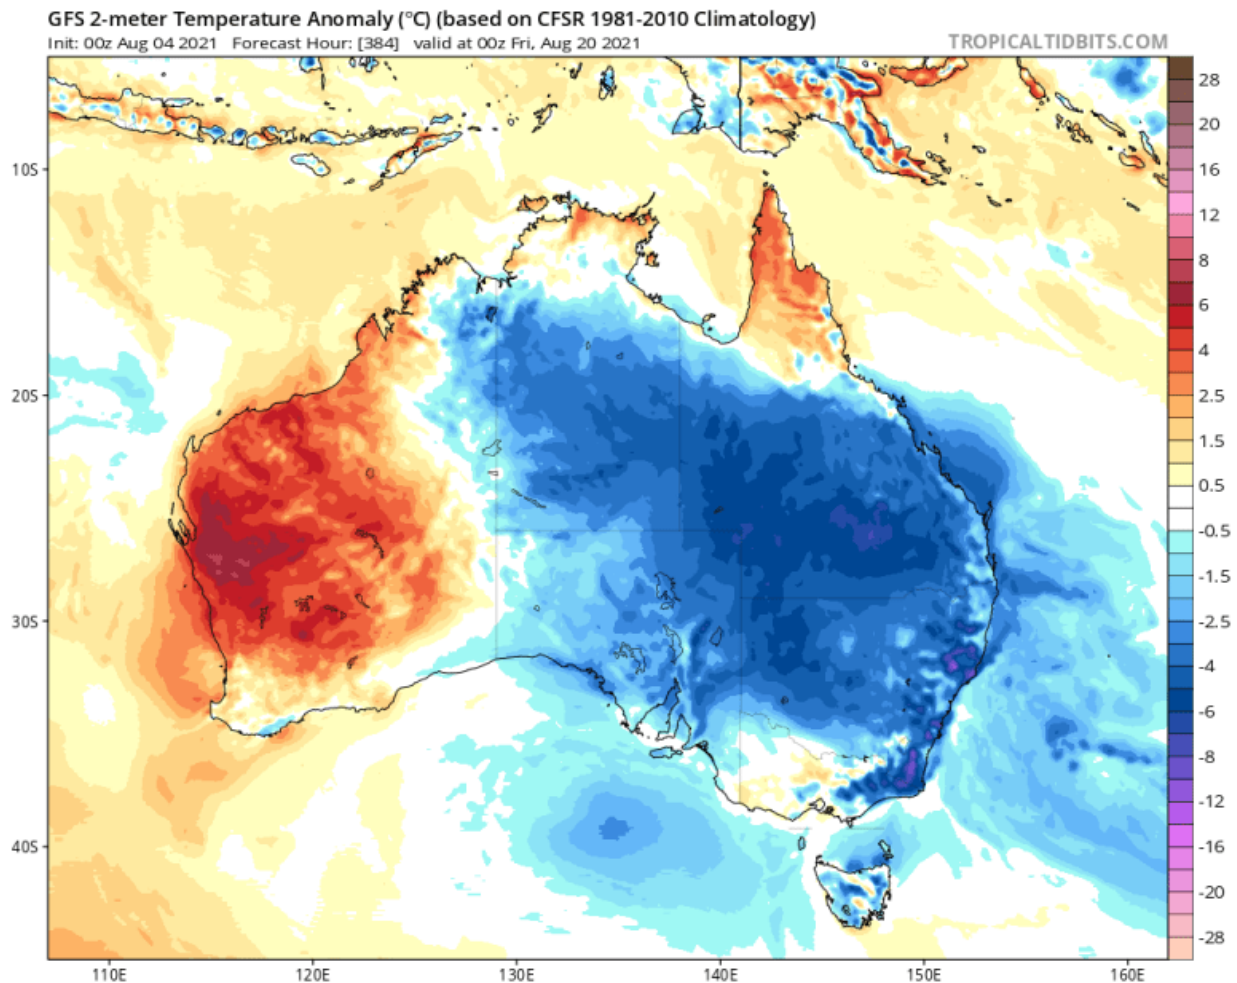 GFS 2-meter Temperature Anomaly (°C) (based on CFSR 1981-2010 Climatology)
Init: 00z Aug 04 2021 Forecast Hour: [384] valid at 00z Fri, Aug 20 2021
TROPICALTIDBITS.COM
10S
20S
30S
40S
110E
120E
130E
140E
150E
160E
28
20
16
12
8
6
4
2.5
1.5
0.5
-0.5
-1.5
-2.5
-4
-6
-8
-12
-16
-20
-28